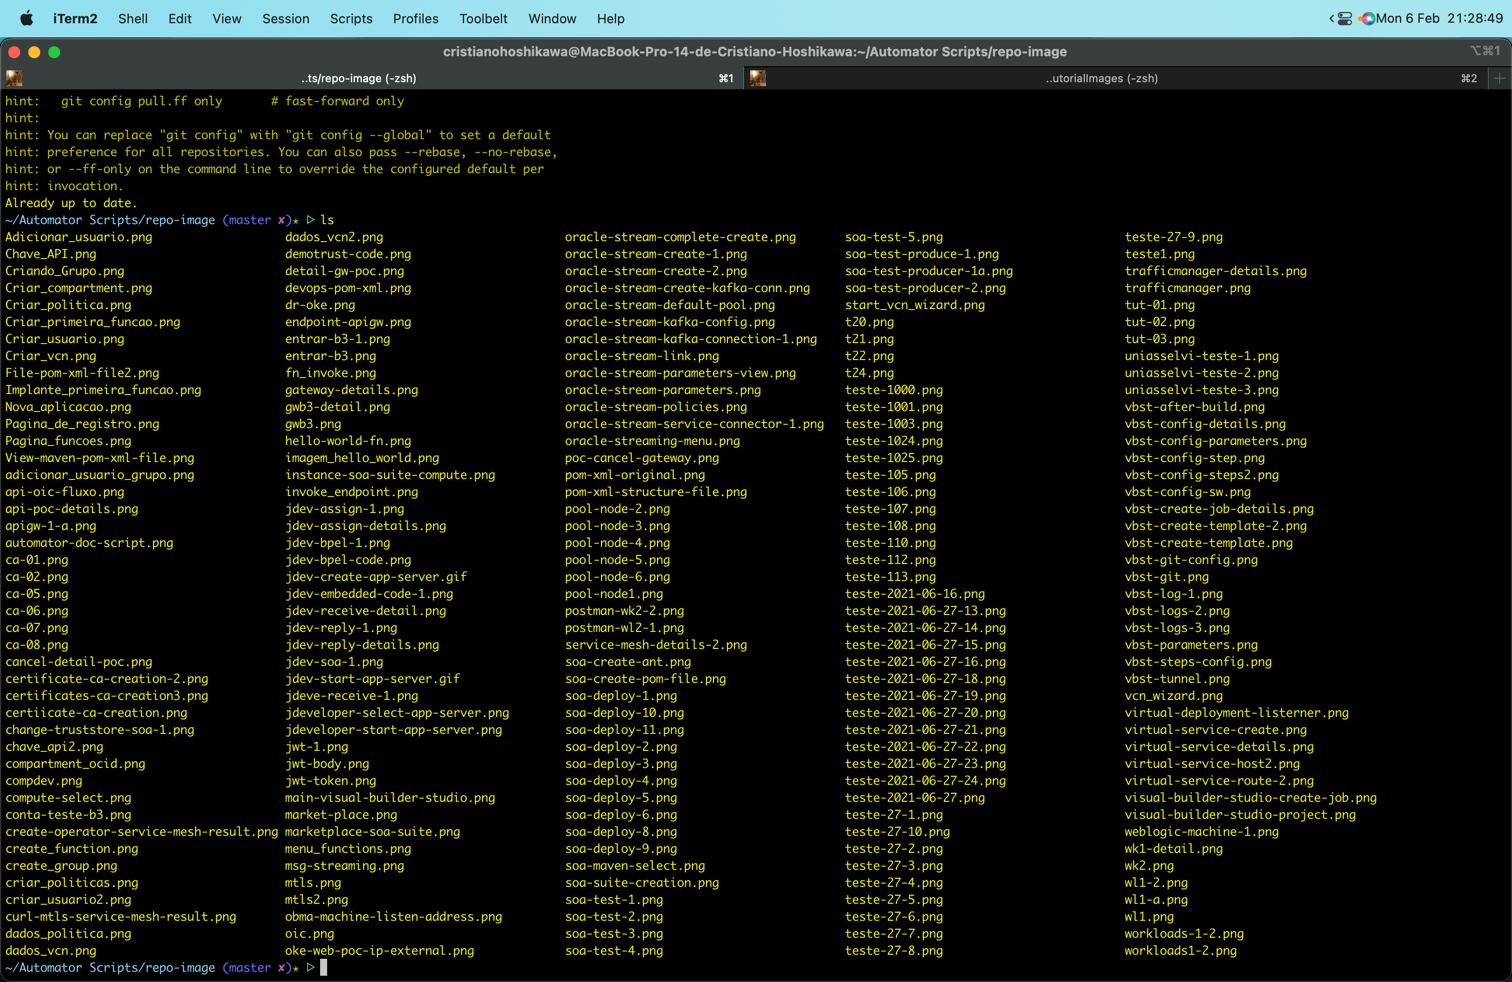 iTerm2 Shell Edit View Session Scripts Profiles Toolbelt Window Help Mon 6 Feb 21:28:49
cristianohoshikawa@MacBook-Pro-14-de-Cristiano-Hoshikawa:~/Automator Scripts/repo-image ⌥⌘1
..ts/repo-image (-zsh) ⌘1 ..utorialImages (-zsh) ⌘2
hint:   git config pull.ff only       # fast-forward only
hint:
hint: You can replace "git config" with "git config --global" to set a default
hint: preference for all repositories. You can also pass --rebase, --no-rebase,
hint: or --ff-only on the command line to override the configured default per
hint: invocation.
Already up to date.
~/Automator Scripts/repo-image (master ✘)★ ▷ ls
Adicionar_usuario.png dados_vcn2.png oracle-stream-complete-create.png soa-test-5.png teste-27-9.png
Chave_API.png demotrust-code.png oracle-stream-create-1.png soa-test-produce-1.png teste1.png
Criando_Grupo.png detail-gw-poc.png oracle-stream-create-2.png soa-test-producer-1a.png trafficmanager-details.png
Criar_compartment.png devops-pom-xml.png oracle-stream-create-kafka-conn.png soa-test-producer-2.png trafficmanager.png
Criar_politica.png dr-oke.png oracle-stream-default-pool.png start_vcn_wizard.png tut-01.png
Criar_primeira_funcao.png endpoint-apigw.png oracle-stream-kafka-config.png t20.png tut-02.png
Criar_usuario.png entrar-b3-1.png oracle-stream-kafka-connection-1.png t21.png tut-03.png
Criar_vcn.png entrar-b3.png oracle-stream-link.png t22.png uniasselvi-teste-1.png
File-pom-xml-file2.png fn_invoke.png oracle-stream-parameters-view.png t24.png uniasselvi-teste-2.png
Implante_primeira_funcao.png gateway-details.png oracle-stream-parameters.png teste-1000.png uniasselvi-teste-3.png
Nova_aplicacao.png gwb3-detail.png oracle-stream-policies.png teste-1001.png vbst-after-build.png
Pagina_de_registro.png gwb3.png oracle-stream-service-connector-1.png teste-1003.png vbst-config-details.png
Pagina_funcoes.png hello-world-fn.png oracle-streaming-menu.png teste-1024.png vbst-config-parameters.png
View-maven-pom-xml-file.png imagem_hello_world.png poc-cancel-gateway.png teste-1025.png vbst-config-step.png
adicionar_usuario_grupo.png instance-soa-suite-compute.png pom-xml-original.png teste-105.png vbst-config-steps2.png
api-oic-fluxo.png invoke_endpoint.png pom-xml-structure-file.png teste-106.png vbst-config-sw.png
api-poc-details.png jdev-assign-1.png pool-node-2.png teste-107.png vbst-create-job-details.png
apigw-1-a.png jdev-assign-details.png pool-node-3.png teste-108.png vbst-create-template-2.png
automator-doc-script.png jdev-bpel-1.png pool-node-4.png teste-110.png vbst-create-template.png
ca-01.png jdev-bpel-code.png pool-node-5.png teste-112.png vbst-git-config.png
ca-02.png jdev-create-app-server.gif pool-node-6.png teste-113.png vbst-git.png
ca-05.png jdev-embedded-code-1.png pool-node1.png teste-2021-06-16.png vbst-log-1.png
ca-06.png jdev-receive-detail.png postman-wk2-2.png teste-2021-06-27-13.png vbst-logs-2.png
ca-07.png jdev-reply-1.png postman-wl2-1.png teste-2021-06-27-14.png vbst-logs-3.png
ca-08.png jdev-reply-details.png service-mesh-details-2.png teste-2021-06-27-15.png vbst-parameters.png
cancel-detail-poc.png jdev-soa-1.png soa-create-ant.png teste-2021-06-27-16.png vbst-steps-config.png
certificate-ca-creation-2.png jdev-start-app-server.gif soa-create-pom-file.png teste-2021-06-27-18.png vbst-tunnel.png
certificates-ca-creation3.png jdeve-receive-1.png soa-deploy-1.png teste-2021-06-27-19.png vcn_wizard.png
certiicate-ca-creation.png jdeveloper-select-app-server.png soa-deploy-10.png teste-2021-06-27-20.png virtual-deployment-listerner.png
change-truststore-soa-1.png jdeveloper-start-app-server.png soa-deploy-11.png teste-2021-06-27-21.png virtual-service-create.png
chave_api2.png jwt-1.png soa-deploy-2.png teste-2021-06-27-22.png virtual-service-details.png
compartment_ocid.png jwt-body.png soa-deploy-3.png teste-2021-06-27-23.png virtual-service-host2.png
compdev.png jwt-token.png soa-deploy-4.png teste-2021-06-27-24.png virtual-service-route-2.png
compute-select.png main-visual-builder-studio.png soa-deploy-5.png teste-2021-06-27.png visual-builder-studio-create-job.png
conta-teste-b3.png market-place.png soa-deploy-6.png teste-27-1.png visual-builder-studio-project.png
create-operator-service-mesh-result.png marketplace-soa-suite.png soa-deploy-8.png teste-27-10.png weblogic-machine-1.png
create_function.png menu_functions.png soa-deploy-9.png teste-27-2.png wk1-detail.png
create_group.png msg-streaming.png soa-maven-select.png teste-27-3.png wk2.png
criar_politicas.png mtls.png soa-suite-creation.png teste-27-4.png wl1-2.png
criar_usuario2.png mtls2.png soa-test-1.png teste-27-5.png wl1-a.png
curl-mtls-service-mesh-result.png obma-machine-listen-address.png soa-test-2.png teste-27-6.png wl1.png
dados_politica.png oic.png soa-test-3.png teste-27-7.png workloads-1-2.png
dados_vcn.png oke-web-poc-ip-external.png soa-test-4.png teste-27-8.png workloads1-2.png
~/Automator Scripts/repo-image (master ✘)★ ▷